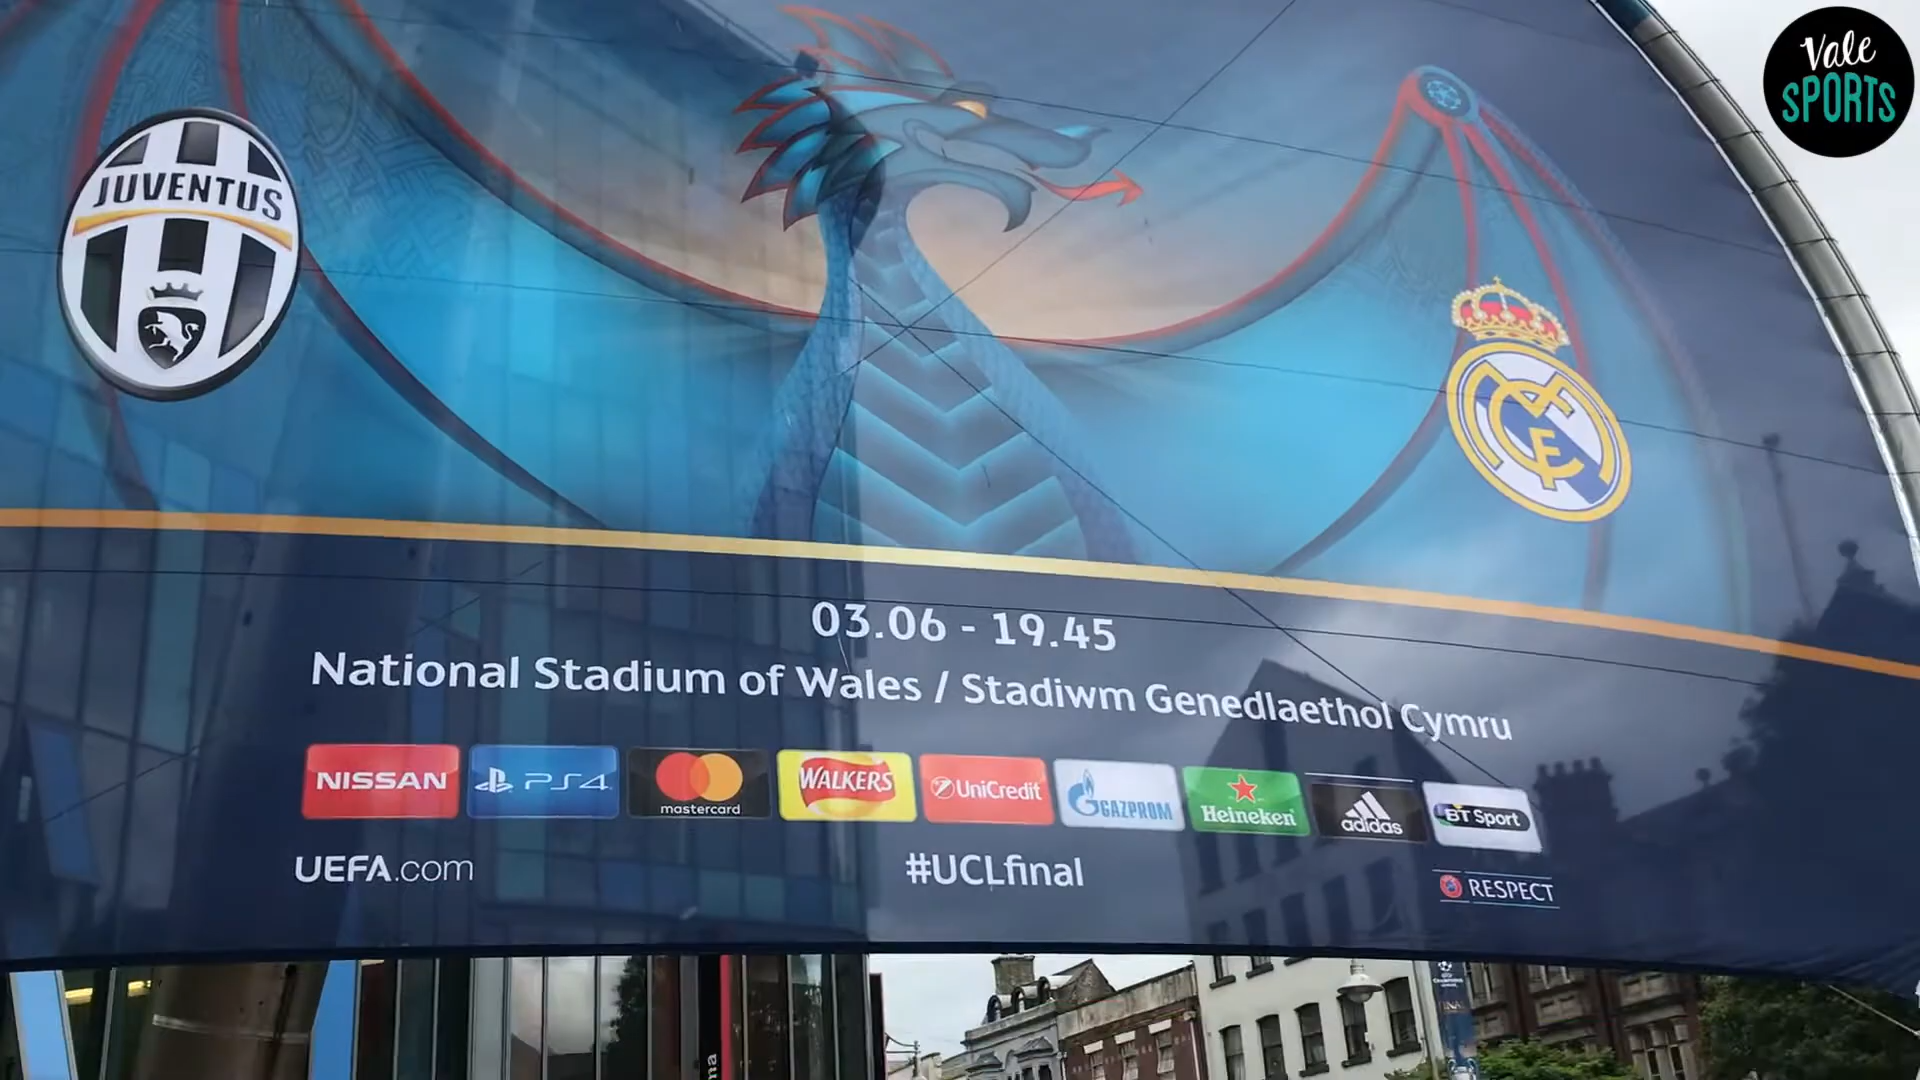 Vale
SPORTS
JUVENTUS
03.06 - 19.45
National Stadium of Wales / Stadiwm Genedlaethol Cymru
NISSAN
PS4
mastercard
WALKERS
UniCredit
GAZPROM
Heineken
adidas
BT Sport
UEFA.com
#UCLfinal
RESPECT